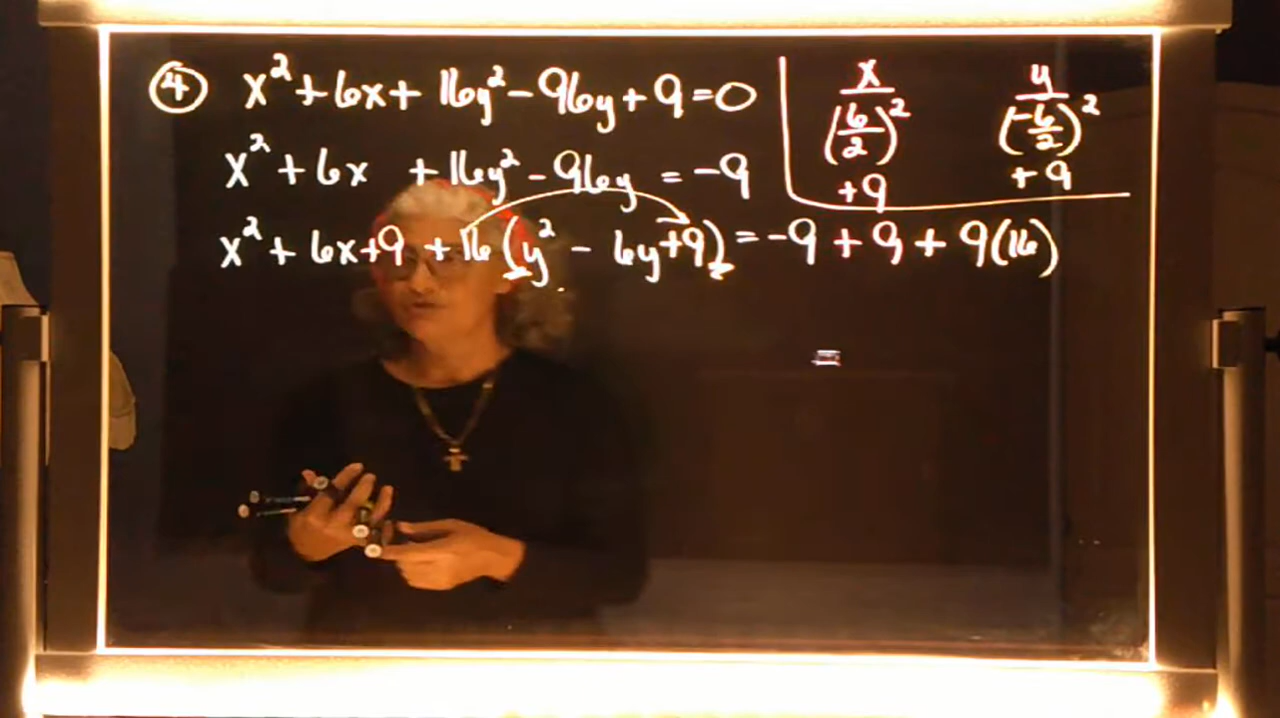 ④ x² + 6x + 16y² - 96y + 9 = 0
x² + 6x + 16y² - 96y = -9
x² + 6x + 9 + 16(y² - 6y + 9) = -9 + 9 + 9(16)
x y
(6/2)² (-6/2)²
+9 +9